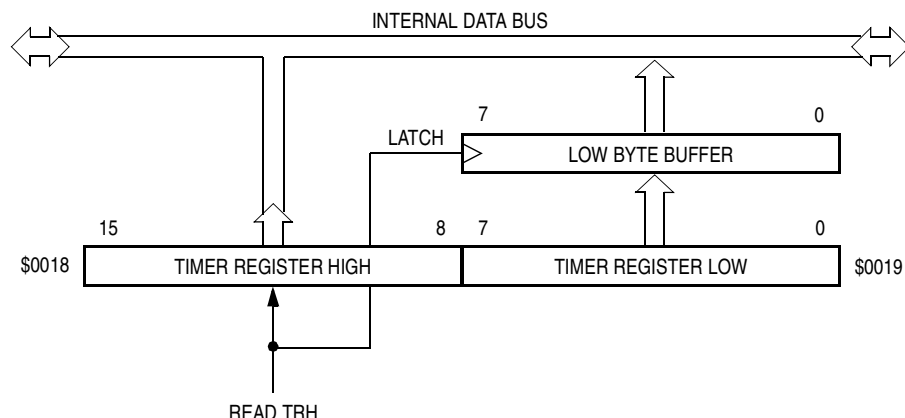 INTERNAL DATA BUS
7 0
LATCH
LOW BYTE BUFFER
15 8 7 0
$0018 TIMER REGISTER HIGH TIMER REGISTER LOW $0019
READ TRH